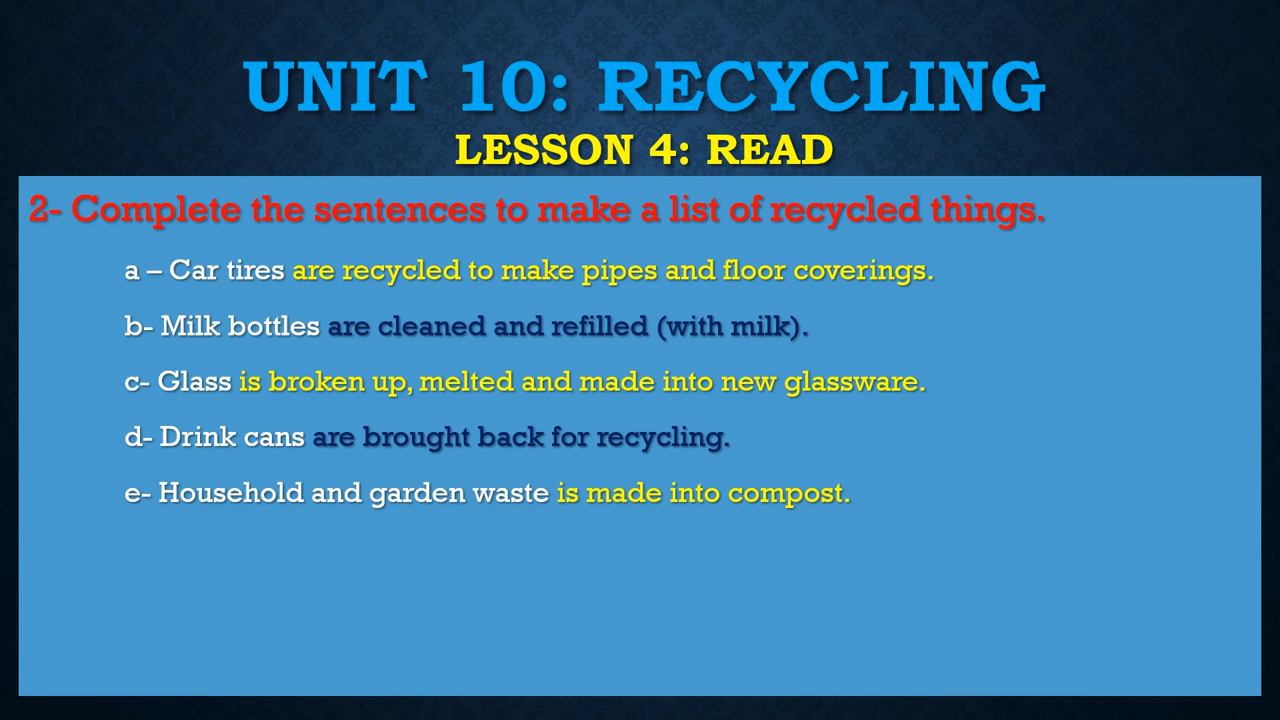 UNIT 10: RECYCLING
LESSON 4: READ
2- Complete the sentences to make a list of recycled things.
a – Car tires are recycled to make pipes and floor coverings.
b- Milk bottles are cleaned and refilled (with milk).
c- Glass is broken up, melted and made into new glassware.
d- Drink cans are brought back for recycling.
e- Household and garden waste is made into compost.